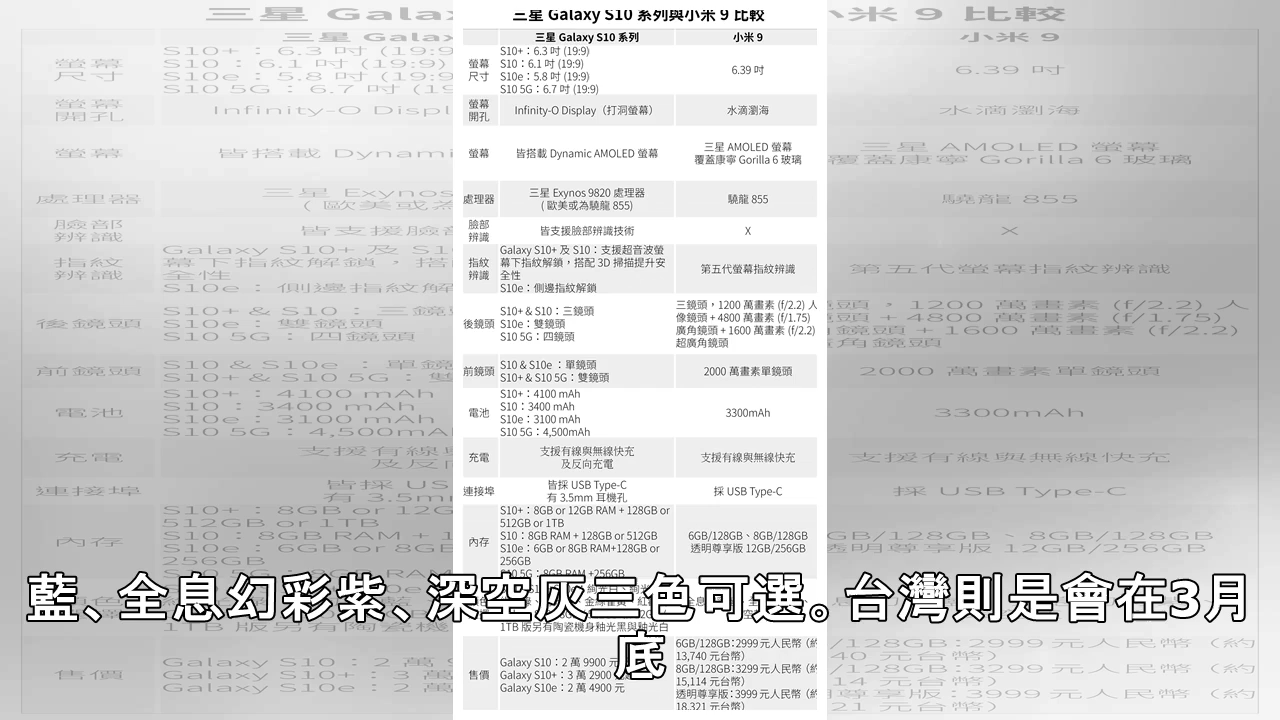 三星 Galaxy S10 系列與小米 9 比較
三星 Galaxy S10 系列
小米 9
螢幕
尺寸
S10+：6.3 吋 (19:9)
S10：6.1 吋 (19:9)
S10e：5.8 吋 (19:9)
S10 5G：6.7 吋 (19:9)
6.39 吋
螢幕
開孔
Infinity-O Display（打洞螢幕）
水滴瀏海
螢幕
皆搭載 Dynamic AMOLED 螢幕
三星 AMOLED 螢幕
覆蓋康寧 Gorilla 6 玻璃
處理器
三星 Exynos 9820 處理器
( 歐美或為驍龍 855)
驍龍 855
臉部
辨識
皆支援臉部辨識技術
X
指紋
辨識
Galaxy S10+ 及 S10：支援超音波螢
幕下指紋解鎖，搭配 3D 掃描提升安
全性
S10e：側邊指紋解鎖
第五代螢幕指紋辨識
後鏡頭
S10+ & S10：三鏡頭
S10e：雙鏡頭
S10 5G：四鏡頭
三鏡頭，1200 萬畫素 (f/2.2) 人
像鏡頭 + 4800 萬畫素 (f/1.75)
廣角鏡頭 + 1600 萬畫素 (f/2.2)
超廣角鏡頭
前鏡頭
S10 & S10e ：單鏡頭
S10+ & S10 5G：雙鏡頭
2000 萬畫素單鏡頭
電池
S10+：4100 mAh
S10：3400 mAh
S10e：3100 mAh
S10 5G：4,500mAh
3300mAh
充電
支援有線與無線快充
及反向充電
支援有線與無線快充
連接埠
皆採 USB Type-C
有 3.5mm 耳機孔
採 USB Type-C
內存
S10+：8GB or 12GB RAM + 128GB or
512GB or 1TB
S10：8GB RAM + 128GB or 512GB
S10e：6GB or 8GB RAM+128GB or
256GB
S10 5G：8GB RAM +256GB
6GB/128GB、8GB/128GB
透明尊享版 12GB/256GB
1TB 版另有陶瓷機身釉光黑與釉光白
藍、全息幻彩紫、深空灰三色可選。台灣則是會在3月
底
售價
Galaxy S10：2 萬 9900 元
Galaxy S10+：3 萬 2900
Galaxy S10e：2 萬 4900 元
6GB/128GB：2999 元人民幣（約
13,740 元台幣）
8GB/128GB：3299 元人民幣（約
15,114 元台幣）
透明尊享版：3999 元人民幣（約
18,321 元台幣）